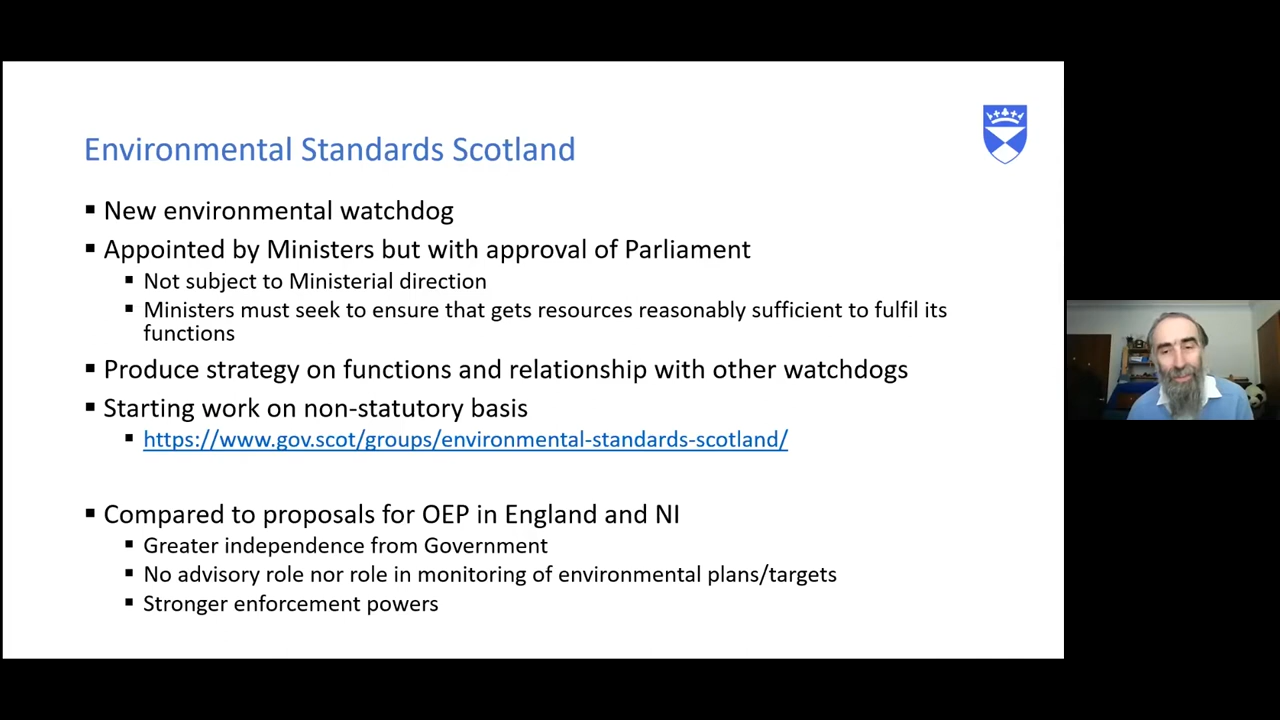 Environmental Standards Scotland
▪ New environmental watchdog
▪ Appointed by Ministers but with approval of Parliament
▪ Not subject to Ministerial direction
▪ Ministers must seek to ensure that gets resources reasonably sufficient to fulfil its
functions
▪ Produce strategy on functions and relationship with other watchdogs
▪ Starting work on non-statutory basis
▪ https://www.gov.scot/groups/environmental-standards-scotland/
▪ Compared to proposals for OEP in England and NI
▪ Greater independence from Government
▪ No advisory role nor role in monitoring of environmental plans/targets
▪ Stronger enforcement powers